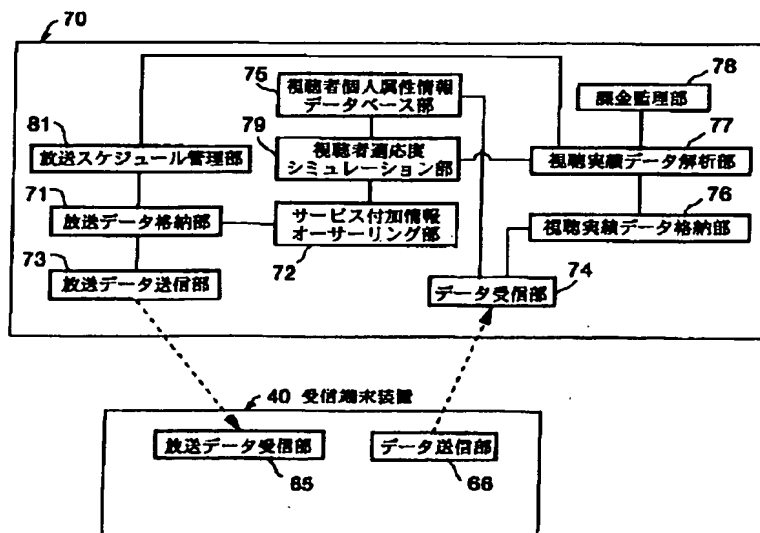 70
75
視聴者個人属性情報
データベース部
78
課金監理部
81
放送スケジュール管理部
79
視聴者適応度
シミュレーション部
77
視聴実績データ解析部
71
放送データ格納部
サービス付加情報
オーサーリング部
72
76
視聴実績データ格納部
73
放送データ送信部
データ受信部
74
40 受信端末装置
放送データ受信部
65
データ送信部
66